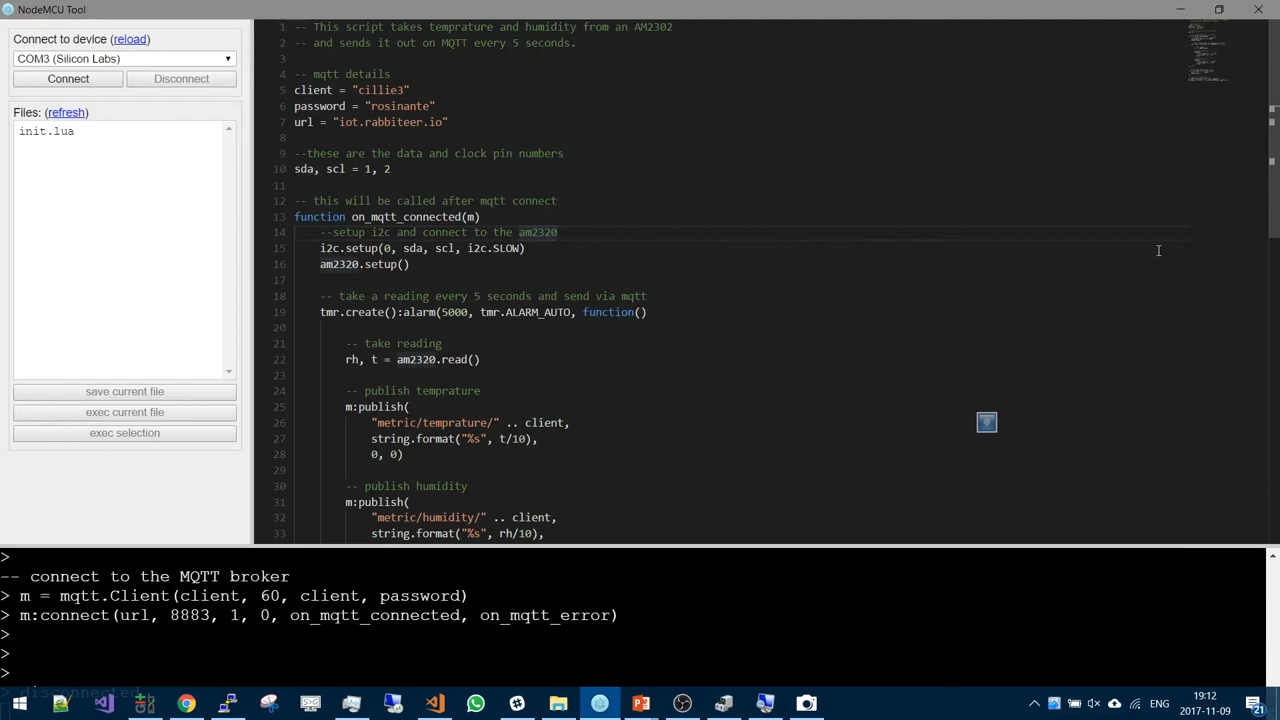 NodeMCU Tool
Connect to device (reload)
COM3 (Silicon Labs)
Connect
Disconnect
Files: (refresh)
init.lua
save current file
exec current file
exec selection
1 -- This script takes temprature and humidity from an AM2302
2 -- and sends it out on MQTT every 5 seconds.
3
4 -- mqtt details
5 client = "cillie3"
6 password = "rosinante"
7 url = "iot.rabbiteer.io"
8
9 --these are the data and clock pin numbers
10 sda, scl = 1, 2
11
12 -- this will be called after mqtt connect
13 function on_mqtt_connected(m)
14 --setup i2c and connect to the am2320
15 i2c.setup(0, sda, scl, i2c.SLOW)
16 am2320.setup()
17
18 -- take a reading every 5 seconds and send via mqtt
19 tmr.create():alarm(5000, tmr.ALARM_AUTO, function()
20
21 -- take reading
22 rh, t = am2320.read()
23
24 -- publish temprature
25 m:publish(
26 "metric/temprature/" .. client,
27 string.format("%s", t/10),
28 0, 0)
29
30 -- publish humidity
31 m:publish(
32 "metric/humidity/" .. client,
33 string.format("%s", rh/10),
>
-- connect to the MQTT broker
> m = mqtt.Client(client, 60, client, password)
> m:connect(url, 8883, 1, 0, on_mqtt_connected, on_mqtt_error)
>
>
>
> disconnected
ENG
19:12
2017-11-09
21